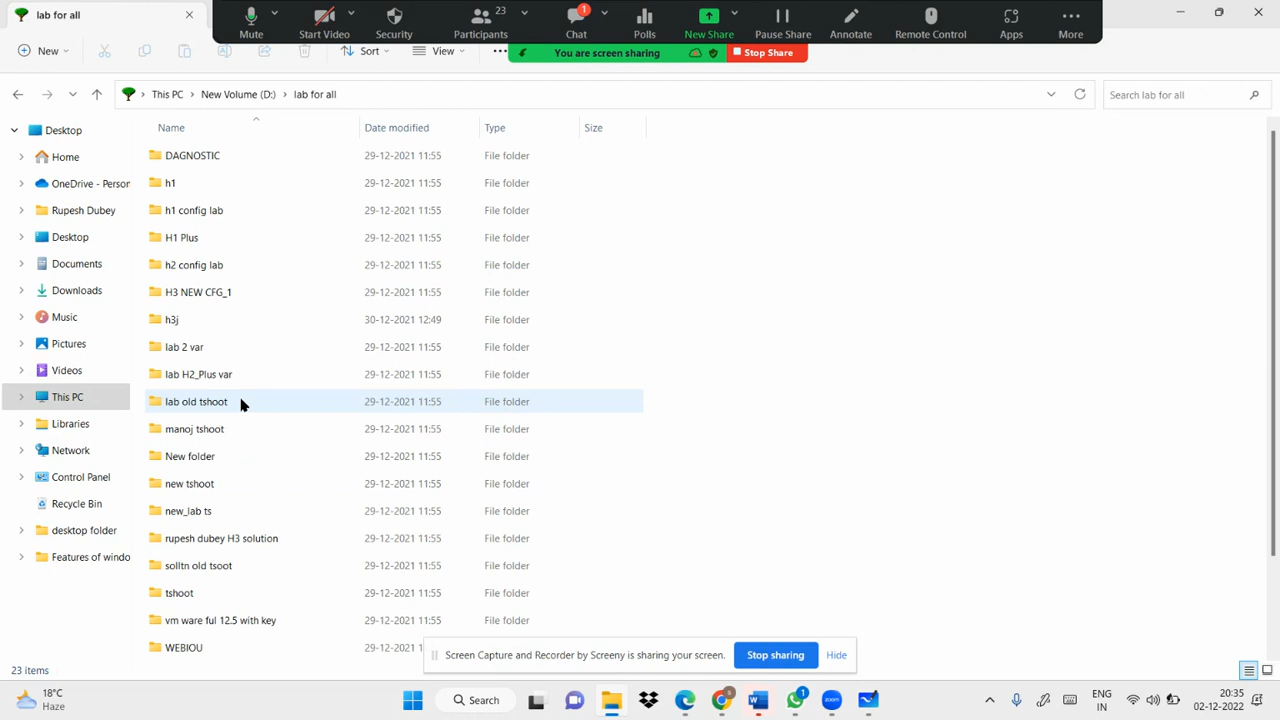 lab for all
1
23
5
Mute
Start Video
Security
Participants
Chat
Polls
New Share
Pause Share
Annotate
Remote Control
Apps
More
New
Sort
View
You are screen sharing
Stop Share
This PC > New Volume (D:) > lab for all
Search lab for all
Name
Date modified
Type
Size
Desktop
Home
OneDrive - Person
Rupesh Dubey
Desktop
Documents
Downloads
Music
Pictures
Videos
This PC
Libraries
Network
Control Panel
Recycle Bin
desktop folder
Features of windo
DAGNOSTIC 29-12-2021 11:55 File folder
h1 29-12-2021 11:55 File folder
h1 config lab 29-12-2021 11:55 File folder
H1 Plus 29-12-2021 11:55 File folder
h2 config lab 29-12-2021 11:55 File folder
H3 NEW CFG_1 29-12-2021 11:55 File folder
h3j 30-12-2021 12:49 File folder
lab 2 var 29-12-2021 11:55 File folder
lab H2_Plus var 29-12-2021 11:55 File folder
lab old tshoot 29-12-2021 11:55 File folder
manoj tshoot 29-12-2021 11:55 File folder
New folder 29-12-2021 11:55 File folder
new tshoot 29-12-2021 11:55 File folder
new_lab ts 29-12-2021 11:55 File folder
rupesh dubey H3 solution 29-12-2021 11:55 File folder
solltn old tsoot 29-12-2021 11:55 File folder
tshoot 29-12-2021 11:55 File folder
vm ware ful 12.5 with key 29-12-2021 11:55 File folder
WEBIOU 29-12-2021 1
Screen Capture and Recorder by Screeny is sharing your screen.
Stop sharing
Hide
23 items
18°C
Haze
Search
1
ENG
IN
20:35
02-12-2022